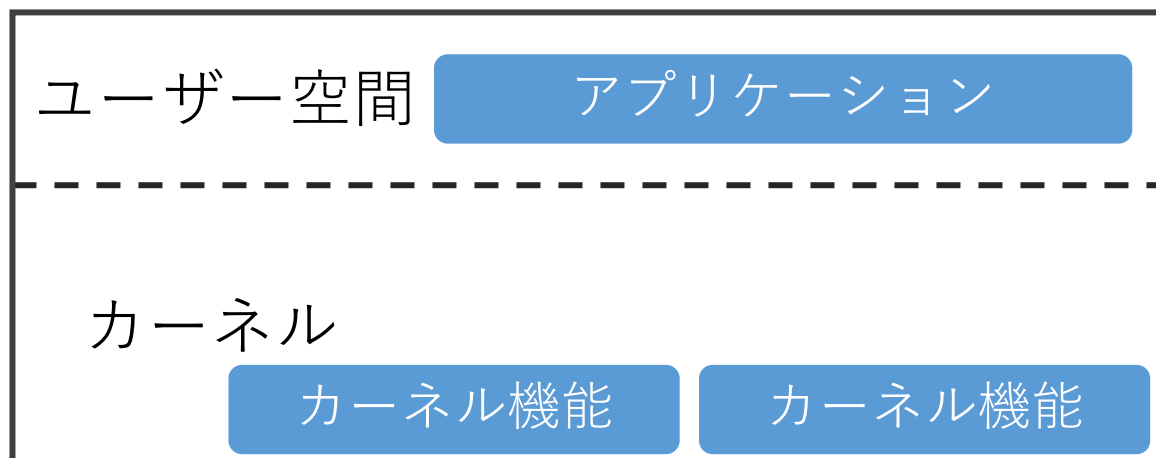 ユーザー空間
アプリケーション
カーネル
カーネル機能
カーネル機能